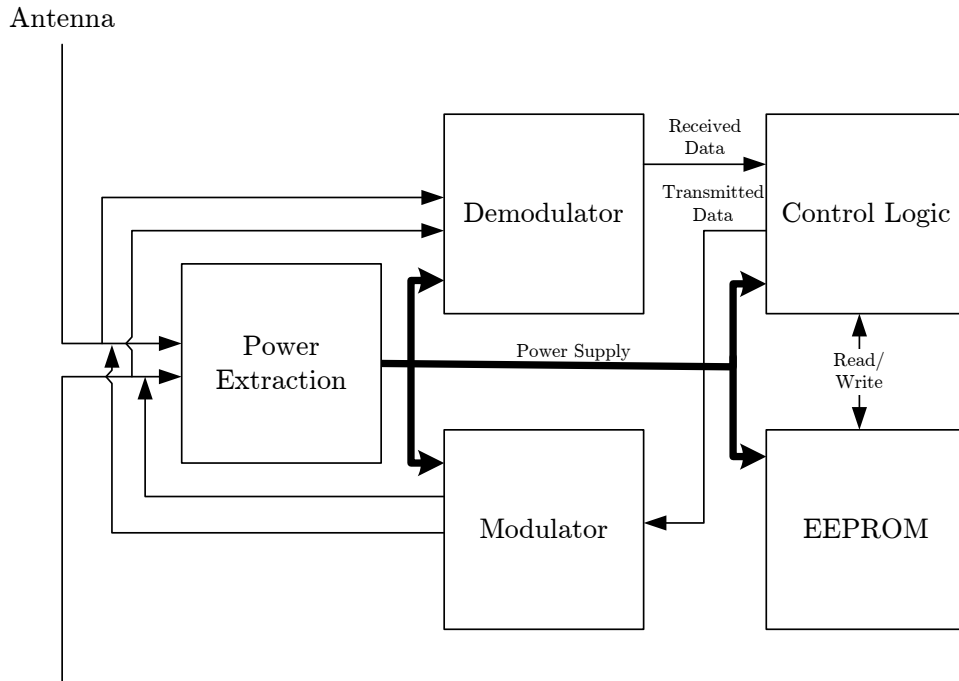 Antenna
Received
Data
Transmitted
Data
Demodulator
Control Logic
Power
Extraction
Power Supply
Read/
Write
Modulator
EEPROM